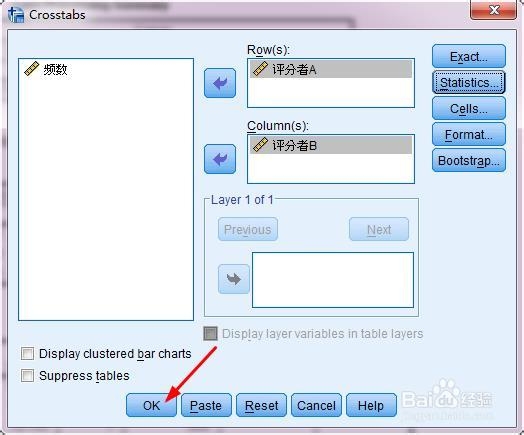 Crosstabs
频数
Row(s):
评分者A
Column(s):
评分者B
Exact...
Statistics...
Cells...
Format...
Bootstrap...
Layer 1 of 1
Previous
Next
Display layer variables in table layers
Display clustered bar charts
Suppress tables
OK
Paste
Reset
Cancel
Help
Baidu 经验
jingyan.baidu.com